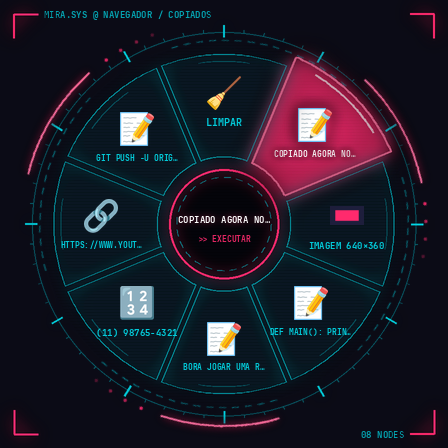 MIRA.SYS @ NAVEGADOR / COPIADOS
LIMPAR
COPIADO AGORA NO…
IMAGEM 640×360
DEF MAIN(): PRIN…
BORA JOGAR UMA R…
(11) 98765-4321
HTTPS://WWW.YOUT…
GIT PUSH -U ORIG…
COPIADO AGORA NO…
>> EXECUTAR
1234
08 NODES